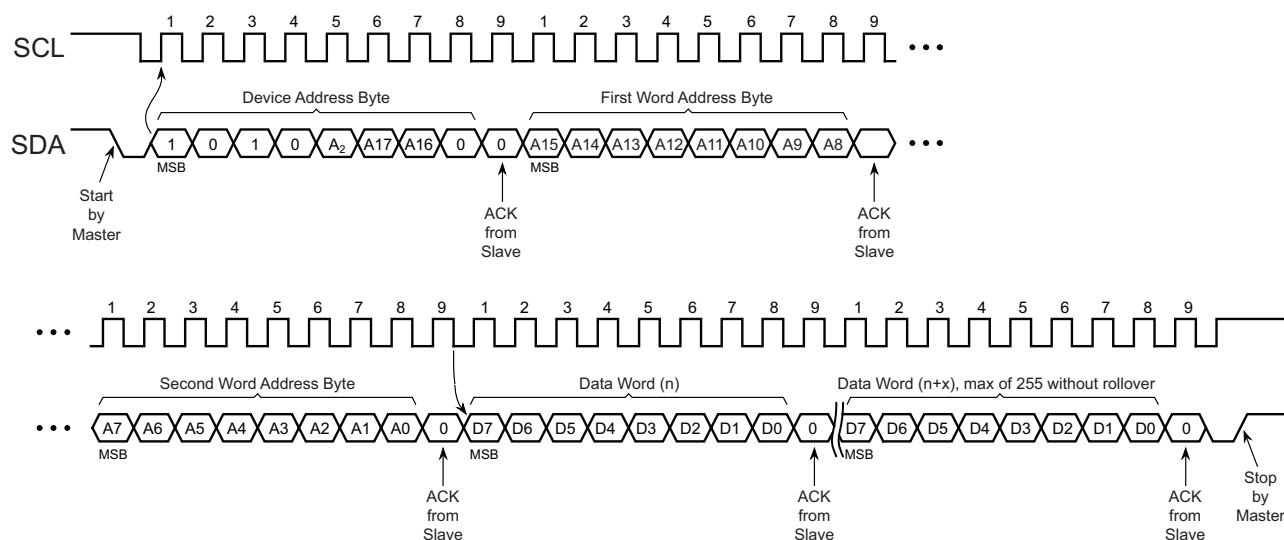 1 2 3 4 5 6 7 8 9 1 2 3 4 5 6 7 8 9
SCL
Device Address Byte
First Word Address Byte
SDA
1 0 1 0 A2 A17 A16 0 0 A15 A14 A13 A12 A11 A10 A9 A8
MSB
MSB
Start
by
Master
ACK
from
Slave
ACK
from
Slave
1 2 3 4 5 6 7 8 9 1 2 3 4 5 6 7 8 9 1 2 3 4 5 6 7 8 9
Second Word Address Byte
Data Word (n)
Data Word (n+x), max of 255 without rollover
A7 A6 A5 A4 A3 A2 A1 A0 0 D7 D6 D5 D4 D3 D2 D1 D0 0 D7 D6 D5 D4 D3 D2 D1 D0 0
MSB
MSB
MSB
ACK
from
Slave
ACK
from
Slave
ACK
from
Slave
Stop
by
Master